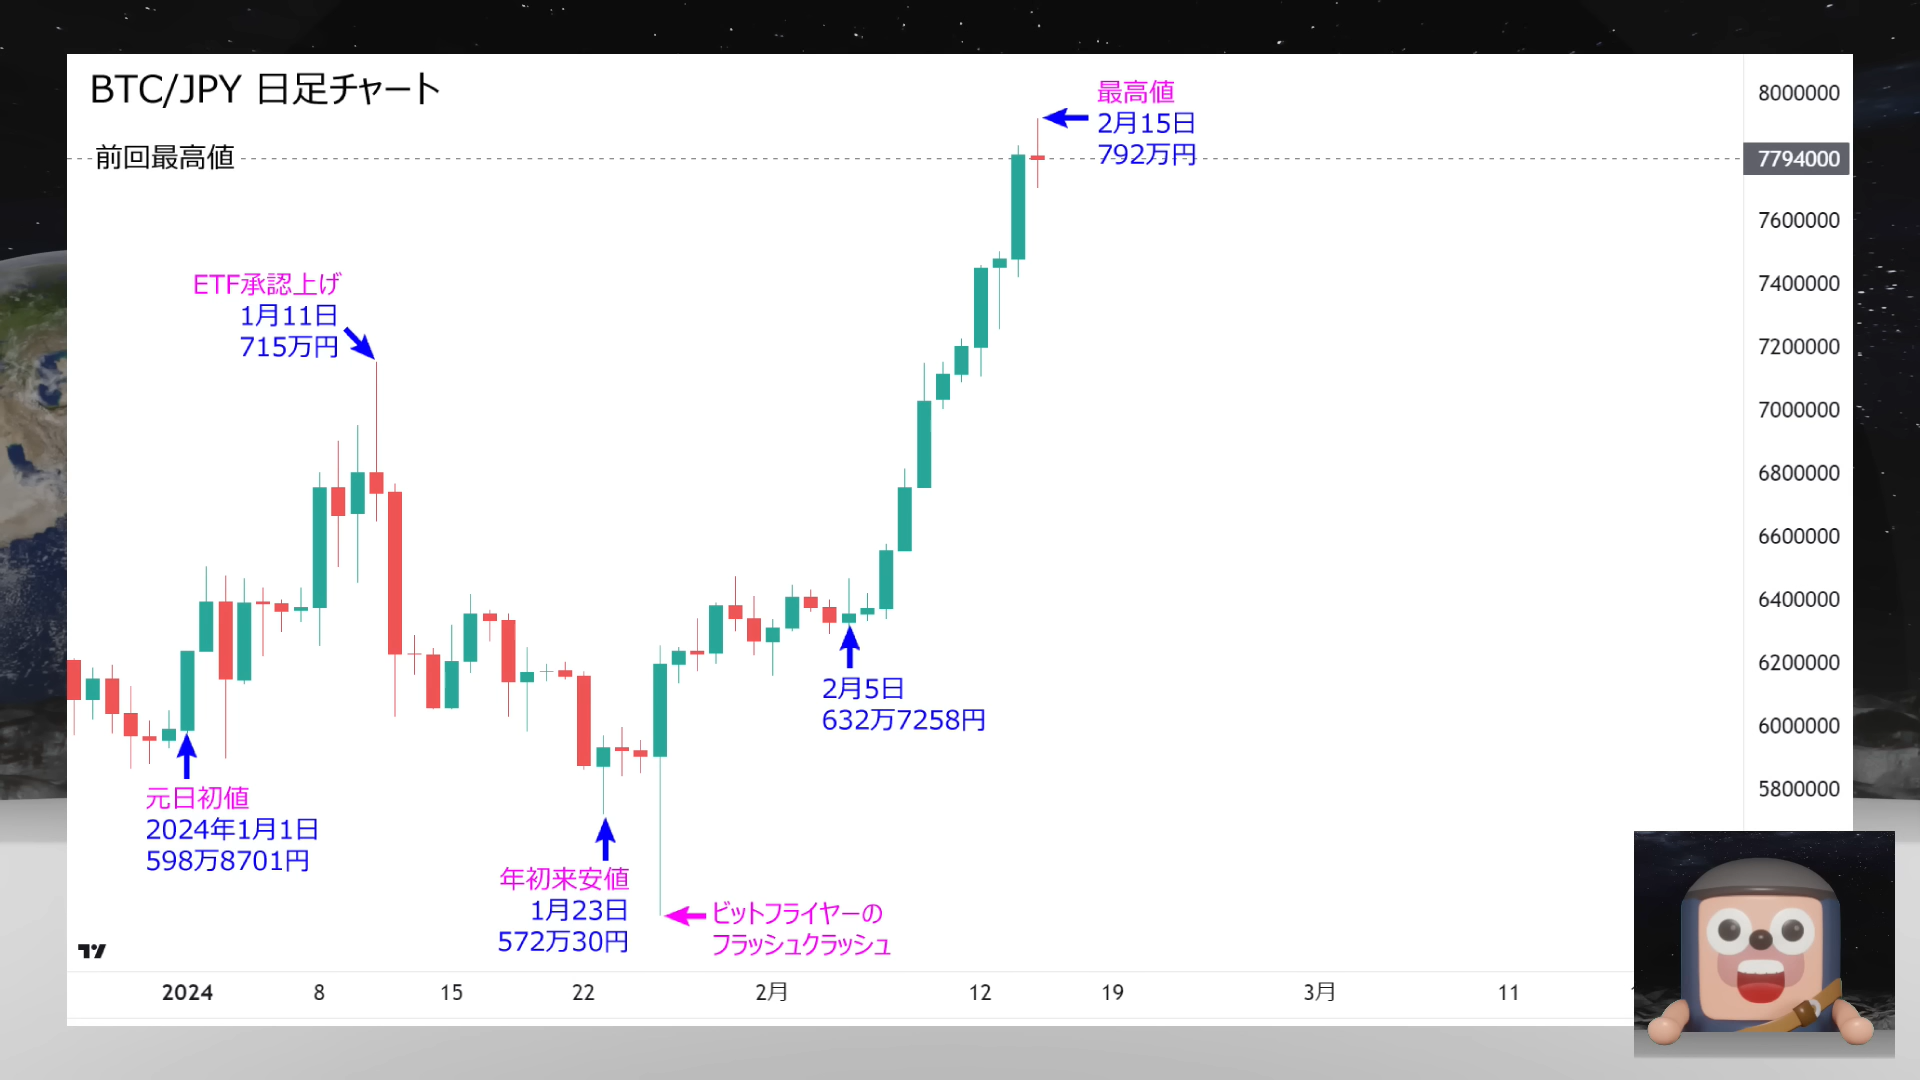 BTC/JPY 日足チャート
最高値
2月15日
792万円
前回最高値
ETF承認上げ
1月11日
715万円
2月5日
632万7258円
元日初値
2024年1月1日
598万8701円
年初来安値
1月23日
572万30円
ビットフライヤーの
フラッシュクラッシュ
8000000
7794000
7600000
7400000
7200000
7000000
6800000
6600000
6400000
6200000
6000000
5800000
2024 8 15 22 2月 12 19 3月 11